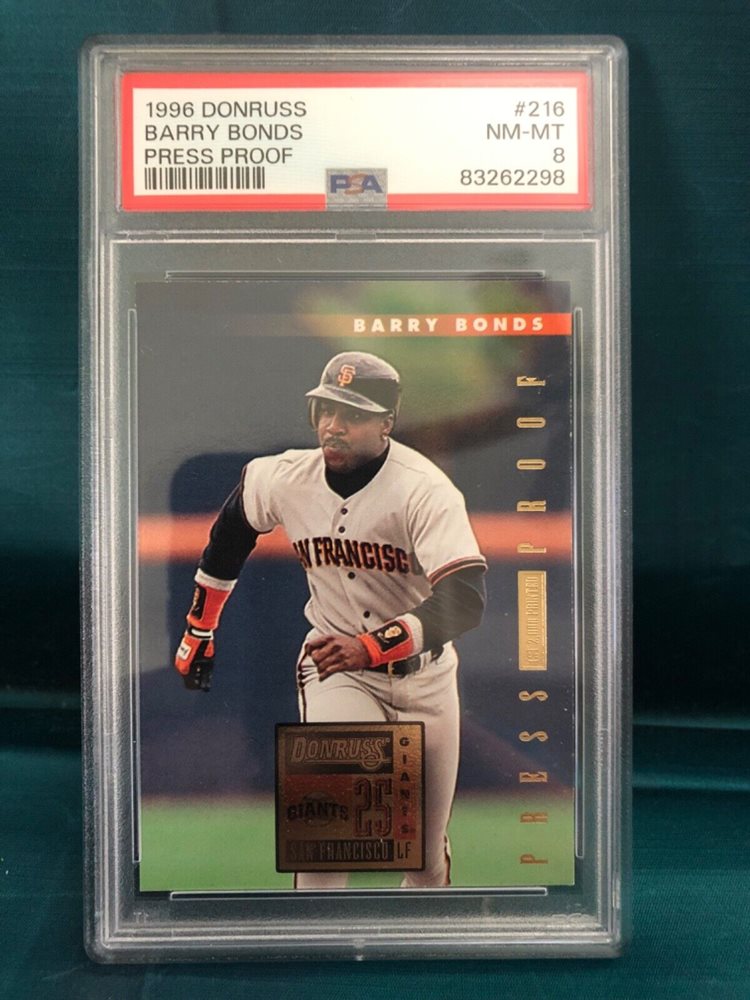 1996 DONRUSS #216
BARRY BONDS NM-MT
PRESS PROOF 8
PSA 83262298
BARRY BONDS
SF
SAN FRANCISCO
PRESS PROOF
DONRUSS
GIANTS
GIANTS 25
SAN FRANCISCO LF